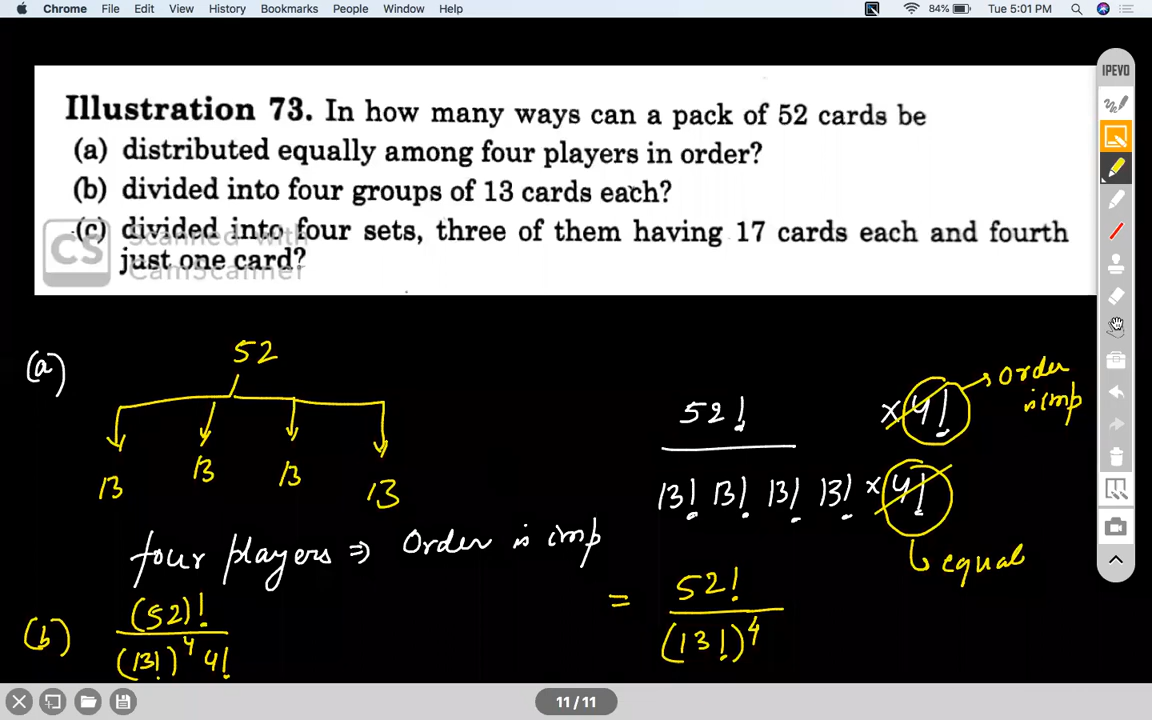 Chrome File Edit View History Bookmarks People Window Help 84% Tue 5:01 PM
IPEVO
Illustration 73. In how many ways can a pack of 52 cards be
(a) distributed equally among four players in order?
(b) divided into four groups of 13 cards each?
(c) divided into four sets, three of them having 17 cards each and fourth
just one card?
CS Scanned with
CamScanner
(a) 52
13 13 13 13
52! × 4! → Order is imp
13! 13! 13! 13! × 4!
equal
four players ⇒ Order is imp
= 52! / (13!)^4
(b) (52)! / (13!)^4 4!
11/11